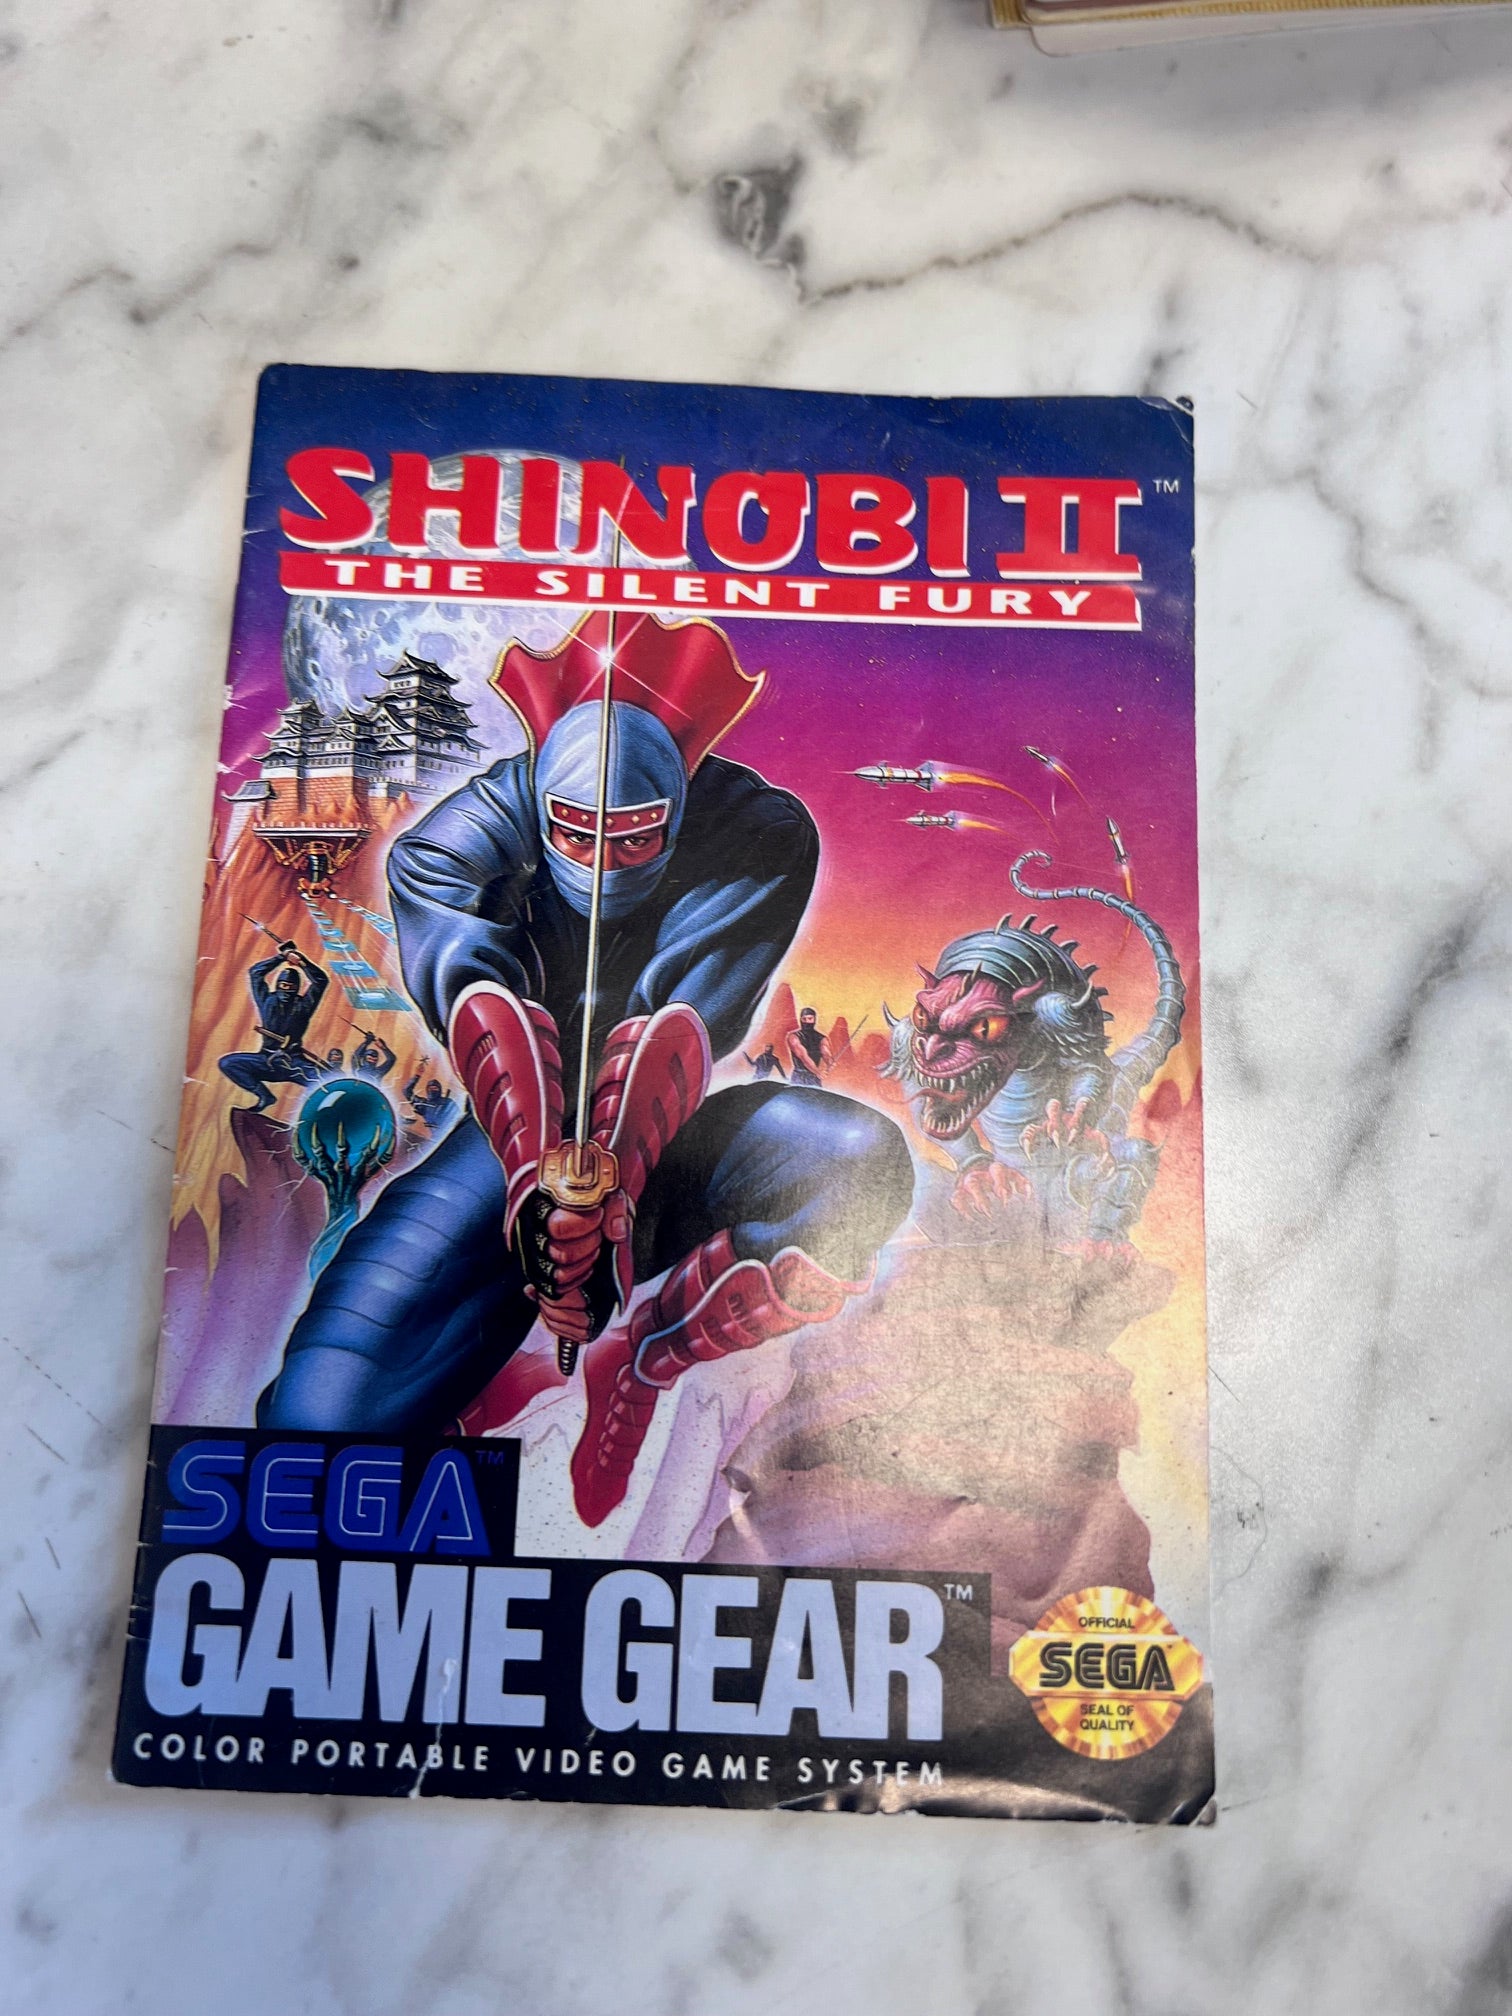 SHINOBI II™
THE SILENT FURY
SEGA™
GAME GEAR™
COLOR PORTABLE VIDEO GAME SYSTEM
OFFICIAL
SEGA
SEAL OF
QUALITY